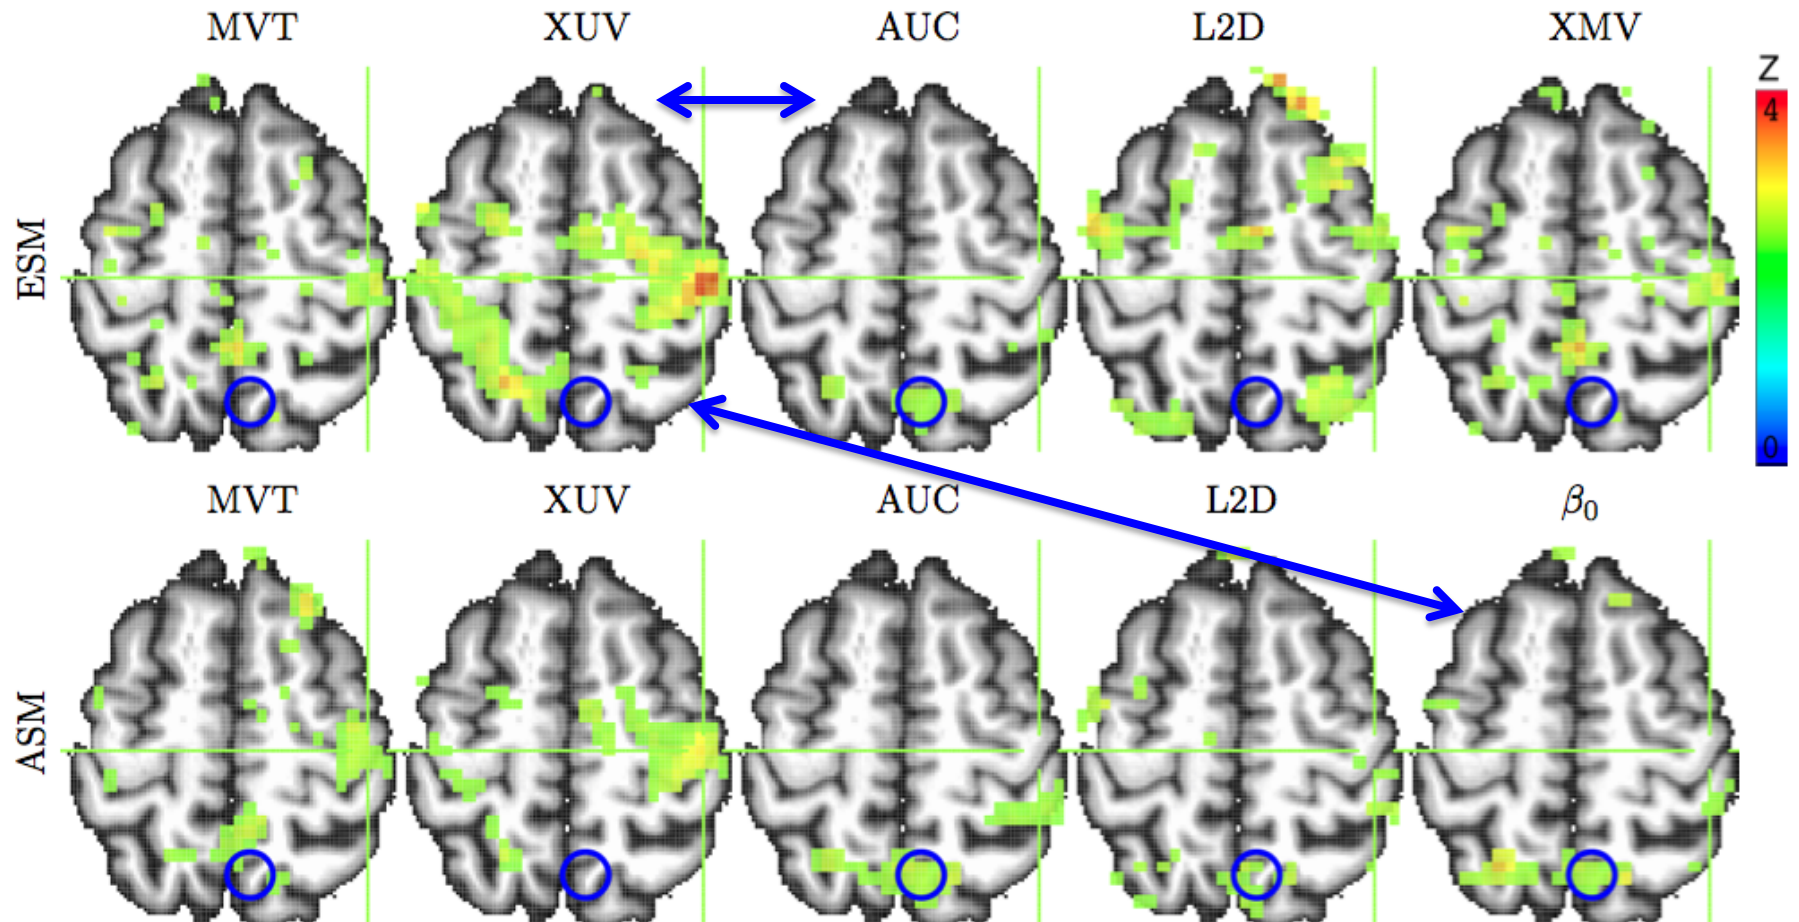 MVT XUV AUC L2D XMV
Z
4
ESM
0
MVT XUV AUC L2D β₀
ASM